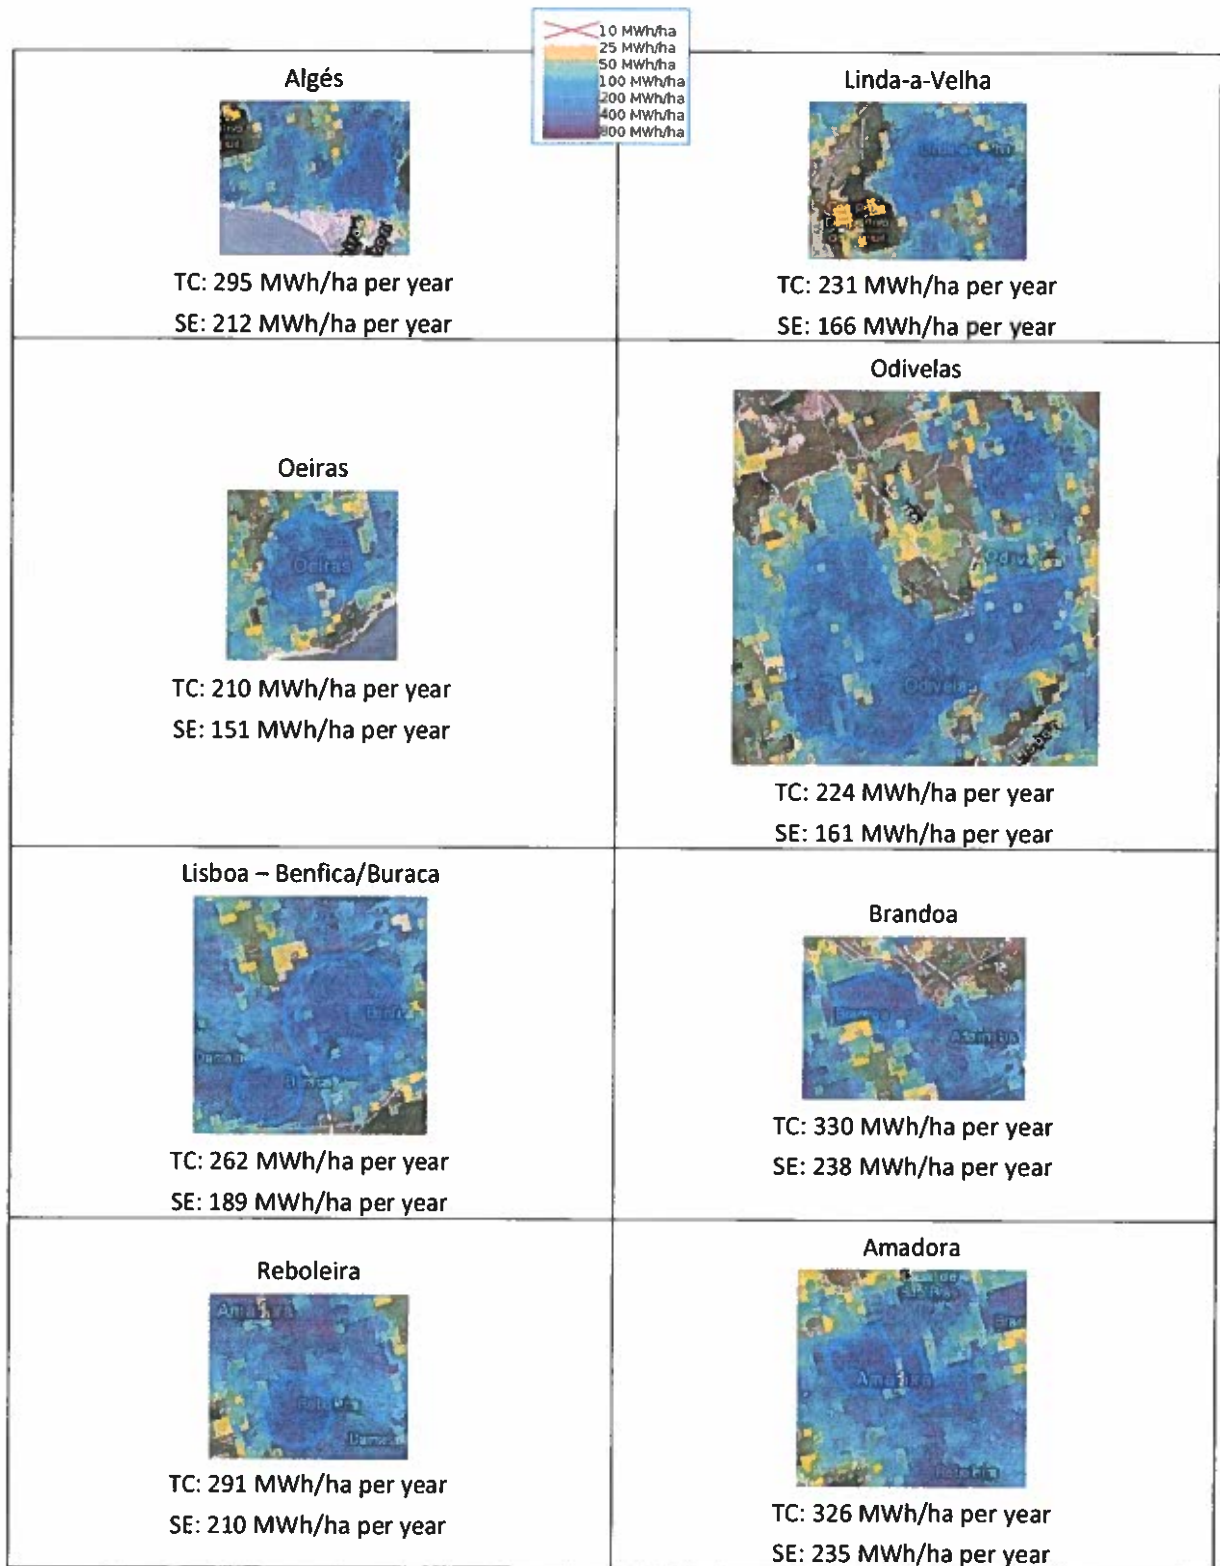 10 MWh/ha
25 MWh/ha
50 MWh/ha
100 MWh/ha
200 MWh/ha
400 MWh/ha
800 MWh/ha
Algés
TC: 295 MWh/ha per year
SE: 212 MWh/ha per year
Linda-a-Velha
TC: 231 MWh/ha per year
SE: 166 MWh/ha per year
Oeiras
Oeiras
TC: 210 MWh/ha per year
SE: 151 MWh/ha per year
Odivelas
Odivelas
Odivelas
TC: 224 MWh/ha per year
SE: 161 MWh/ha per year
Lisboa – Benfica/Buraca
TC: 262 MWh/ha per year
SE: 189 MWh/ha per year
Brandoa
TC: 330 MWh/ha per year
SE: 238 MWh/ha per year
Reboleira
Amadora
TC: 291 MWh/ha per year
SE: 210 MWh/ha per year
Amadora
Amadora
TC: 326 MWh/ha per year
SE: 235 MWh/ha per year